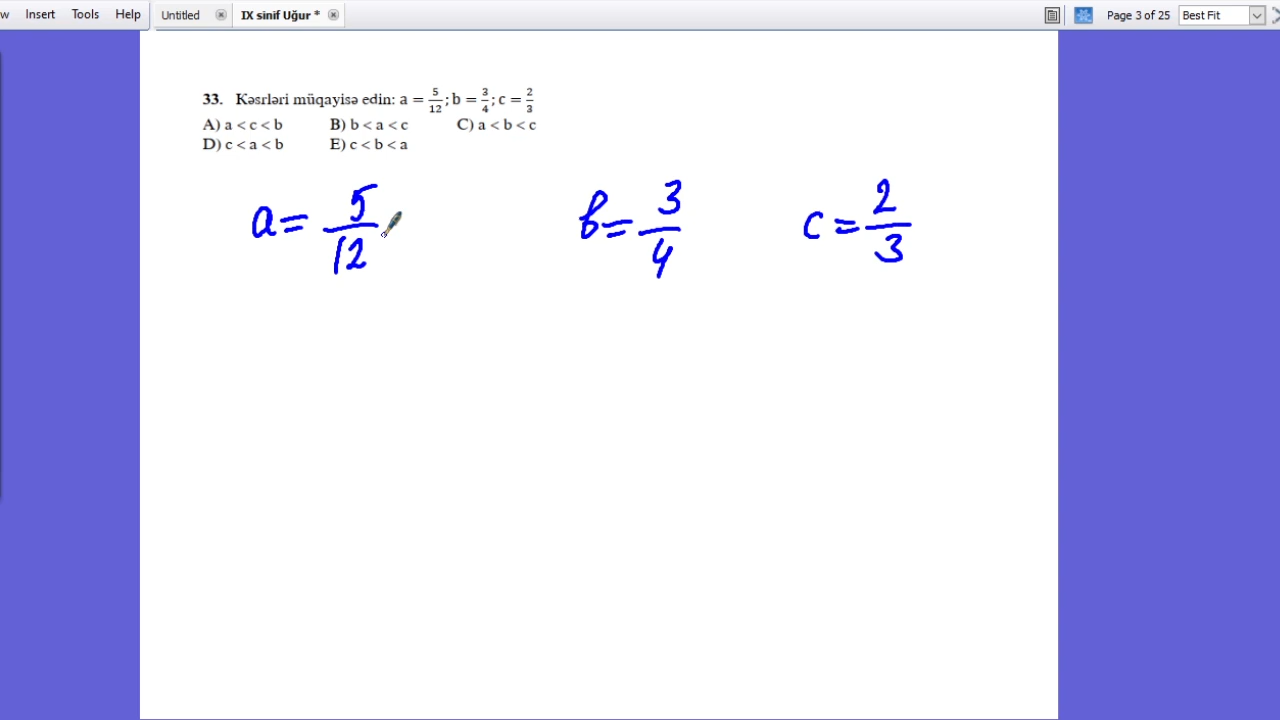 w Insert Tools Help Untitled IX sinif Uğur * Page 3 of 25 Best Fit
33. Kəsrləri müqayisə edin: a = 5/12 ; b = 3/4 ; c = 2/3
A) a < c < b B) b < a < c C) a < b < c
D) c < a < b E) c < b < a
a = 5/12 b = 3/4 c = 2/3